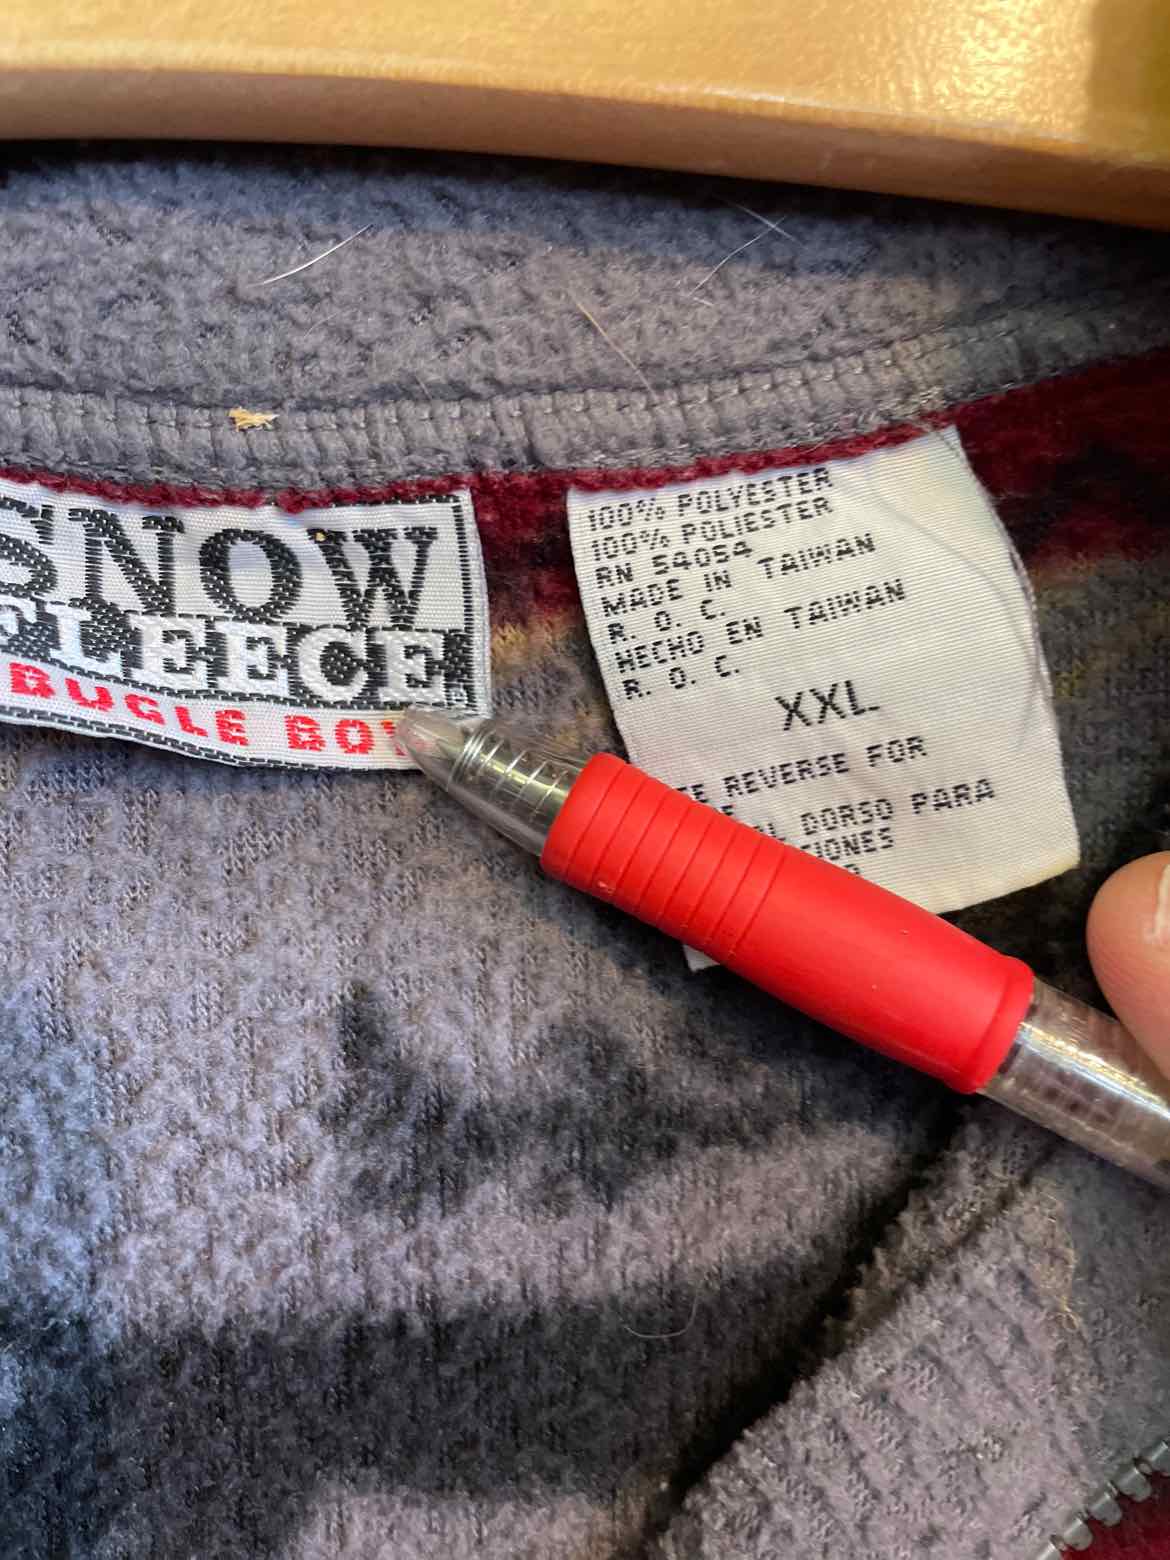 SNOW
FLEECE
BUGLE BOY
100% POLYESTER
100% POLIESTER
RN 54054
MADE IN TAIWAN
R. O. C.
HECHO EN TAIWAN
R. O. C.
XXL
REVERSE FOR
DORSO PARA